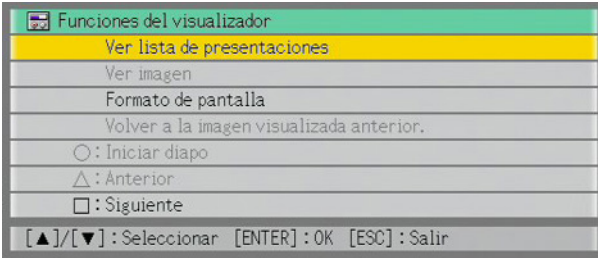 Funciones del visualizador
Ver lista de presentaciones
Ver imagen
Formato de pantalla
Volver a la imagen visualizada anterior.
○:Iniciar diapo
△:Anterior
□:Siguiente
[▲]/[▼]:Seleccionar [ENTER]:OK [ESC]:Salir